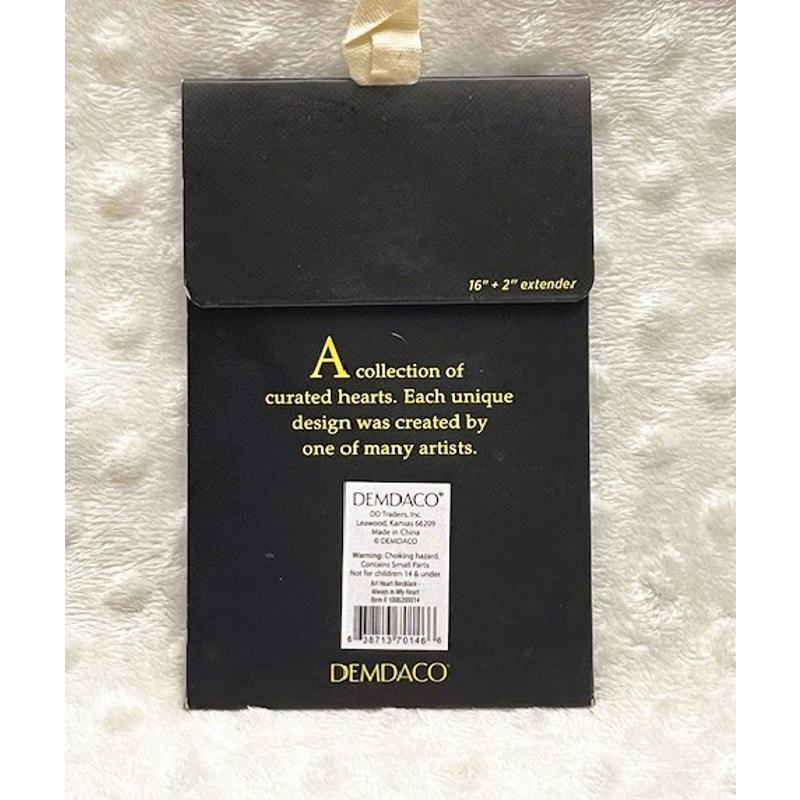 16" + 2" extender
A collection of
curated hearts. Each unique
design was created by
one of many artists.
DEMDACO®
DD Traders, Inc.
Leawood, Kansas 66209
Made in China
© DEMDACO
Warning: Choking hazard.
Contains Small Parts
Not for children 14 & under.
Art Heart Necklace -
Always in My Heart
Item # 1006200014
6 38713 70146 6
DEMDACO®